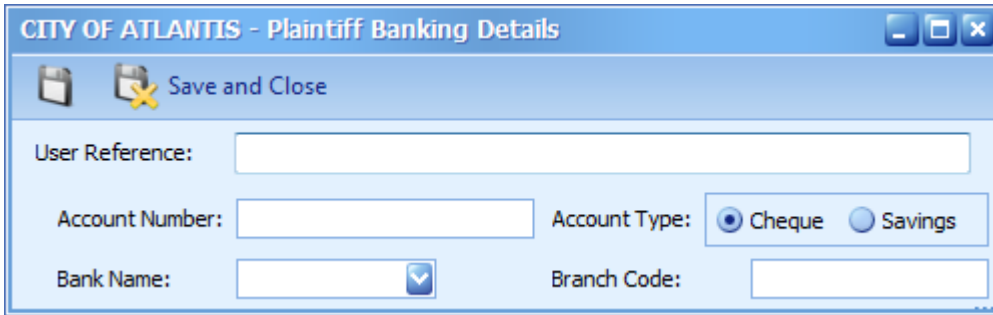 CITY OF ATLANTIS - Plaintiff Banking Details
Save and Close
User Reference:
Account Number: Account Type: Cheque Savings
Bank Name: Branch Code: